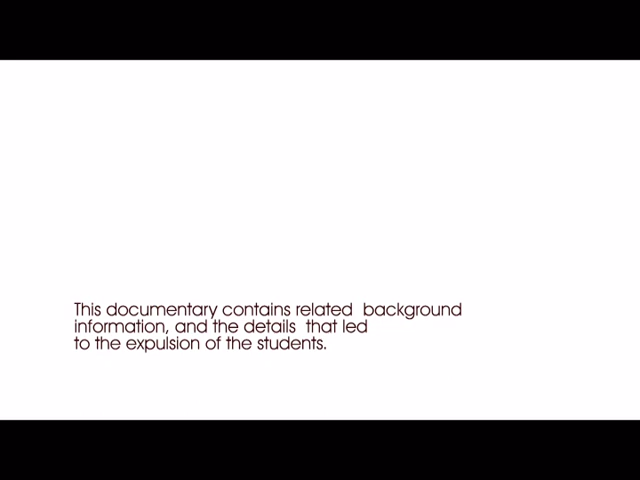 This documentary contains related  background
information, and the details  that led
to the expulsion of the students.